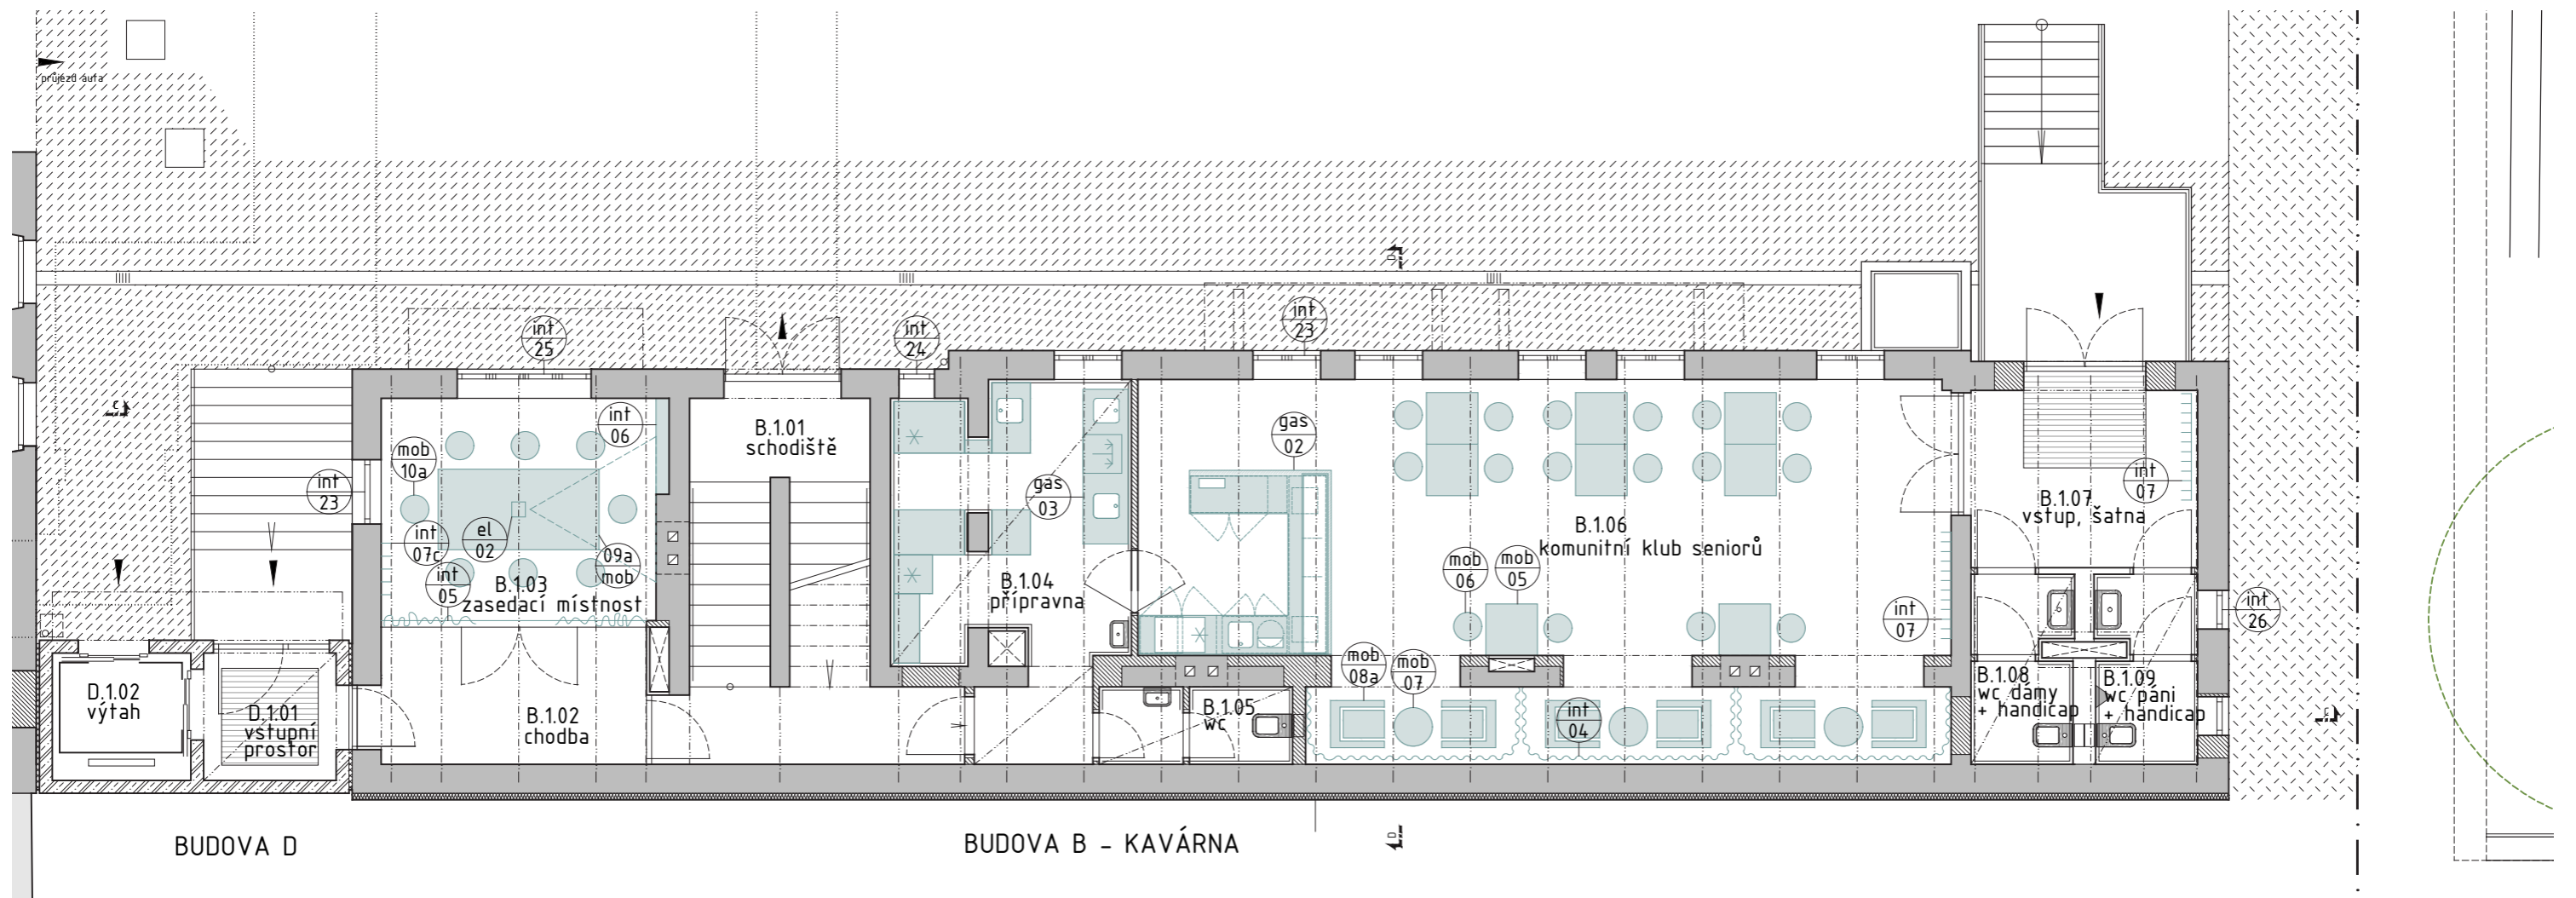 průjezd auta
int
25
int
24
int
23
int
06
mob
10a
int
23
int
07c
el
02
09a
mob
int
05
B.1.03
zasedací místnost
B.1.01
schodiště
gas
03
gas
02
B.1.04
přípravna
B.1.06
komunitní klub seniorů
mob
06
mob
05
int
07
B.1.07
vstup, šatna
int
07
int
26
D.1.02
výtah
D.1.01
vstupní
prostor
B.1.02
chodba
B.1.05
wc
mob
08a
mob
07
int
04
B.1.08
wc dámy
+ handicap
B.1.09
wc páni
+ handicap
BUDOVA D
BUDOVA B - KAVÁRNA